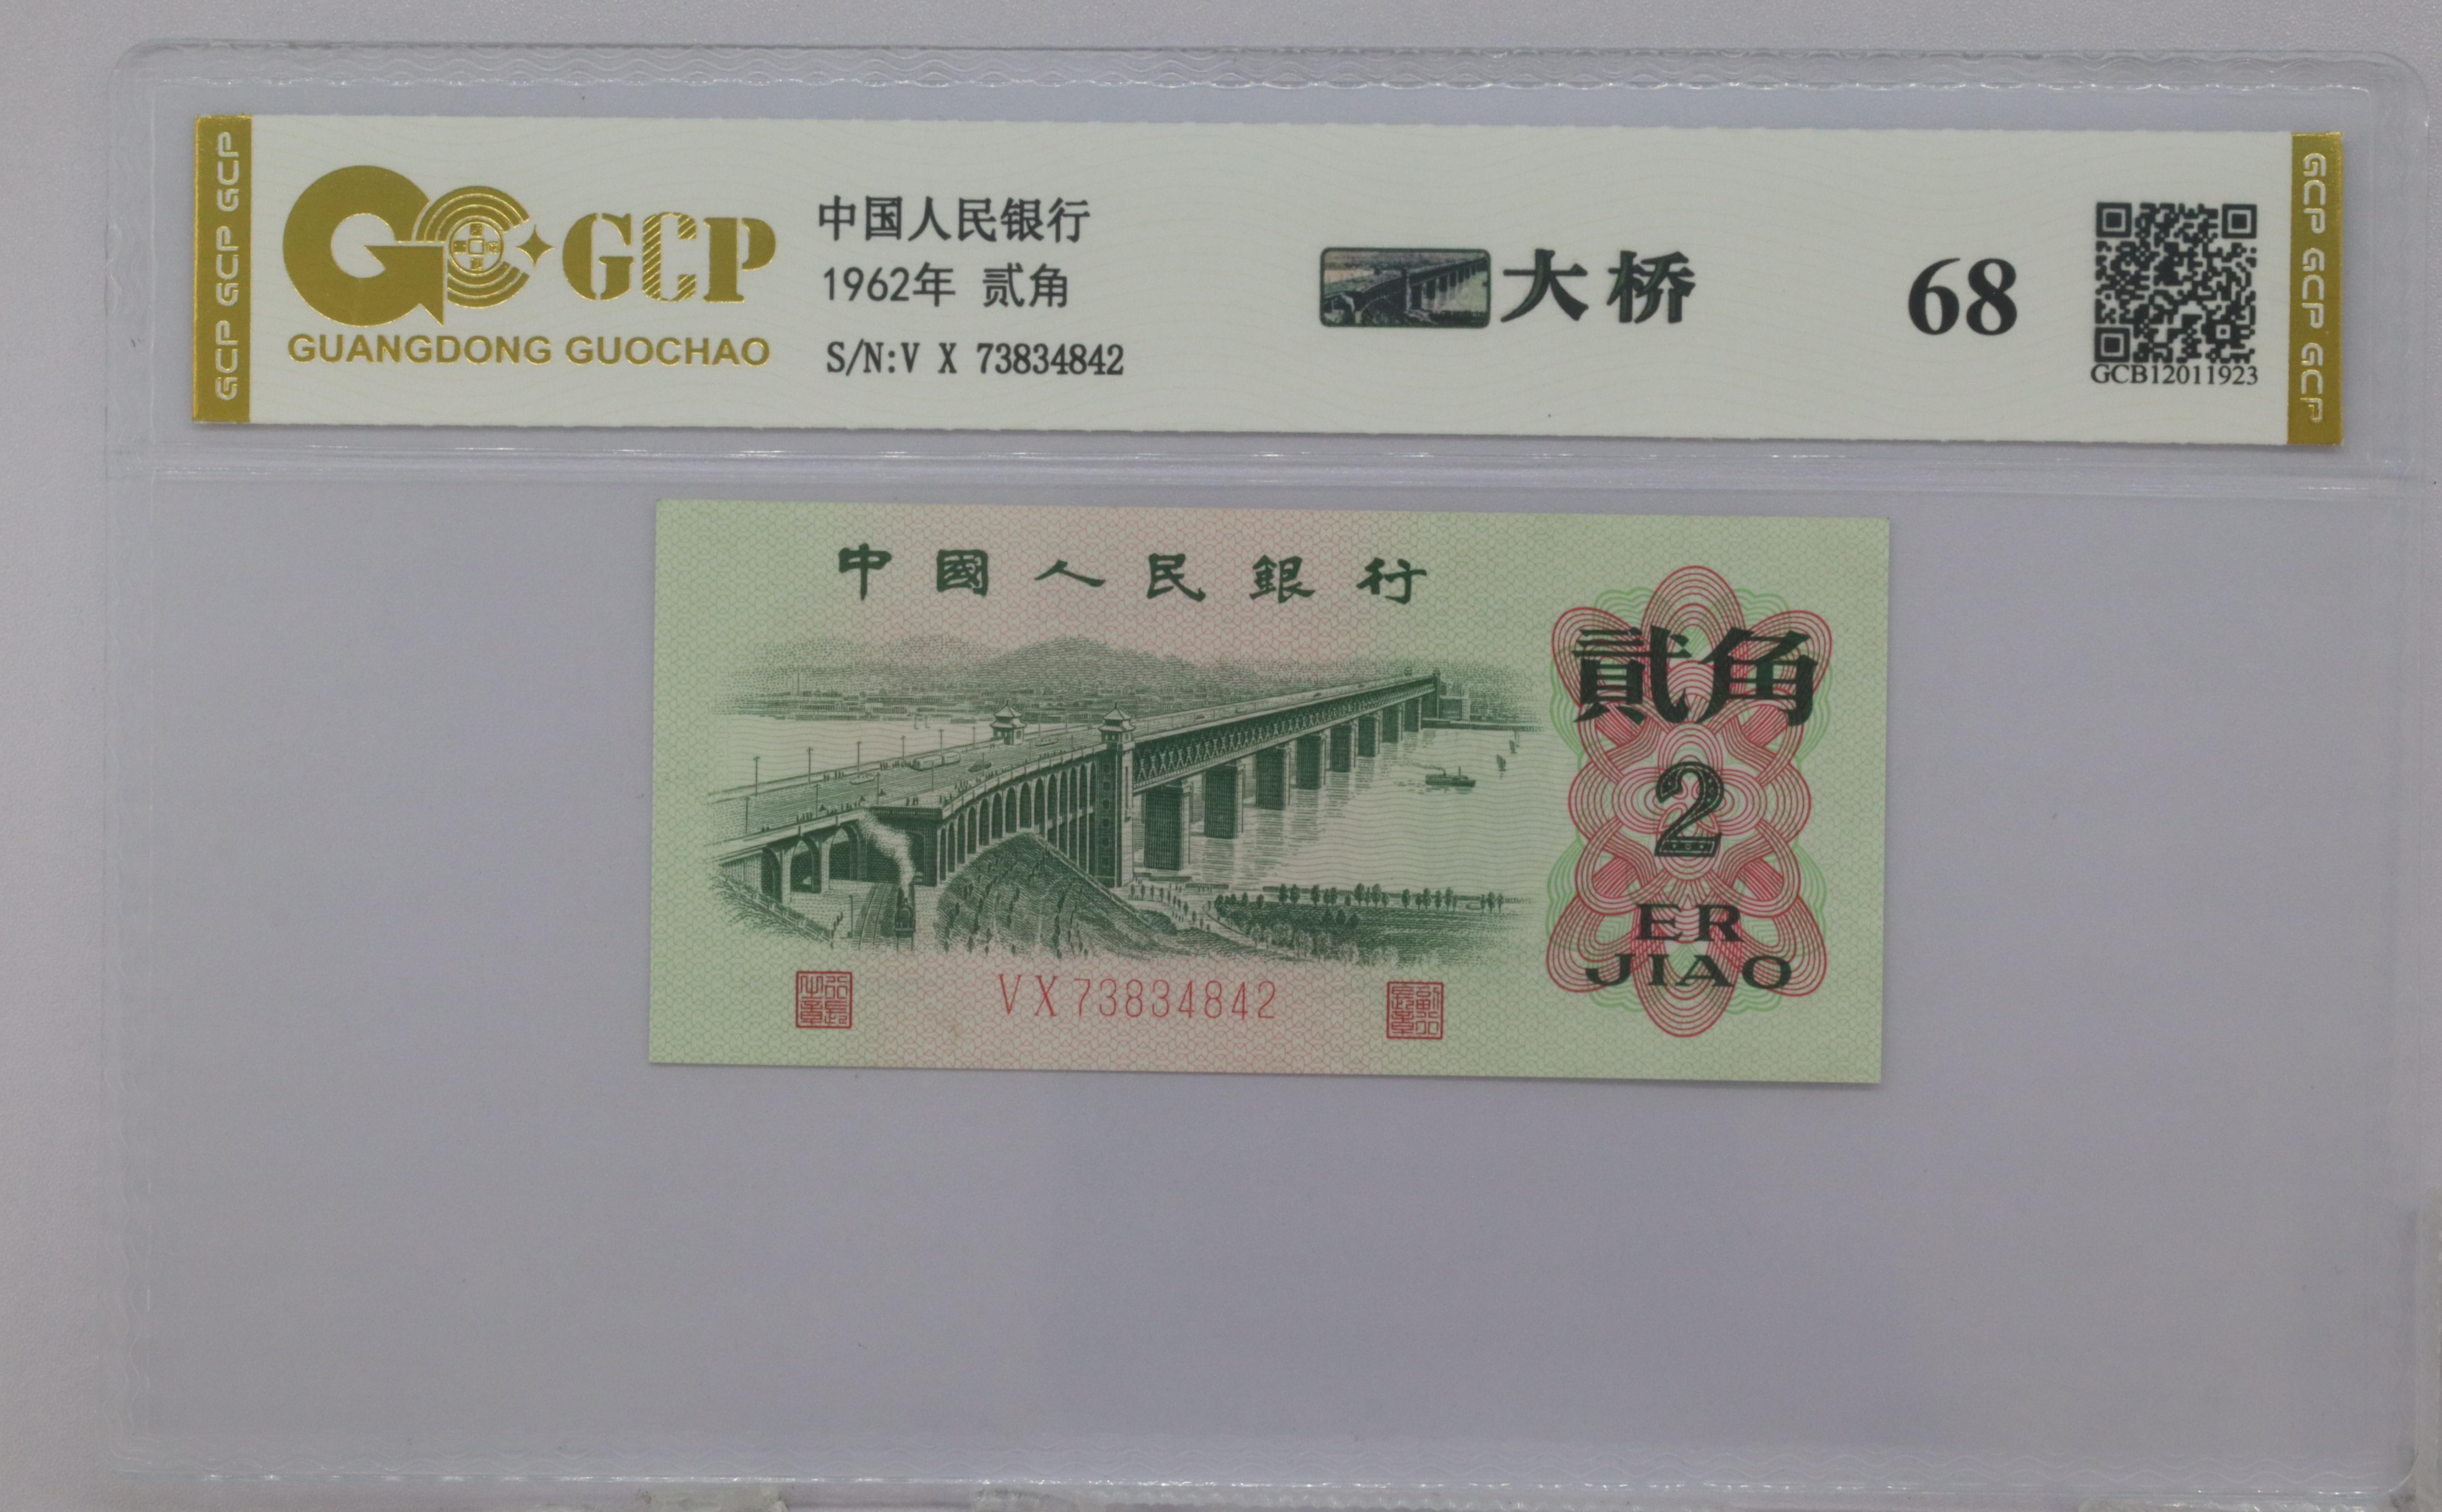 GCP GCP GCP
GCP
GUANGDONG GUOCHAO
中国人民银行
1962年 贰角
S/N:V X 73834842
大桥
68
GCB12011923
GCP GCP GCP
中國人民銀行
貳角
2
ER
JIAO
VX73834842